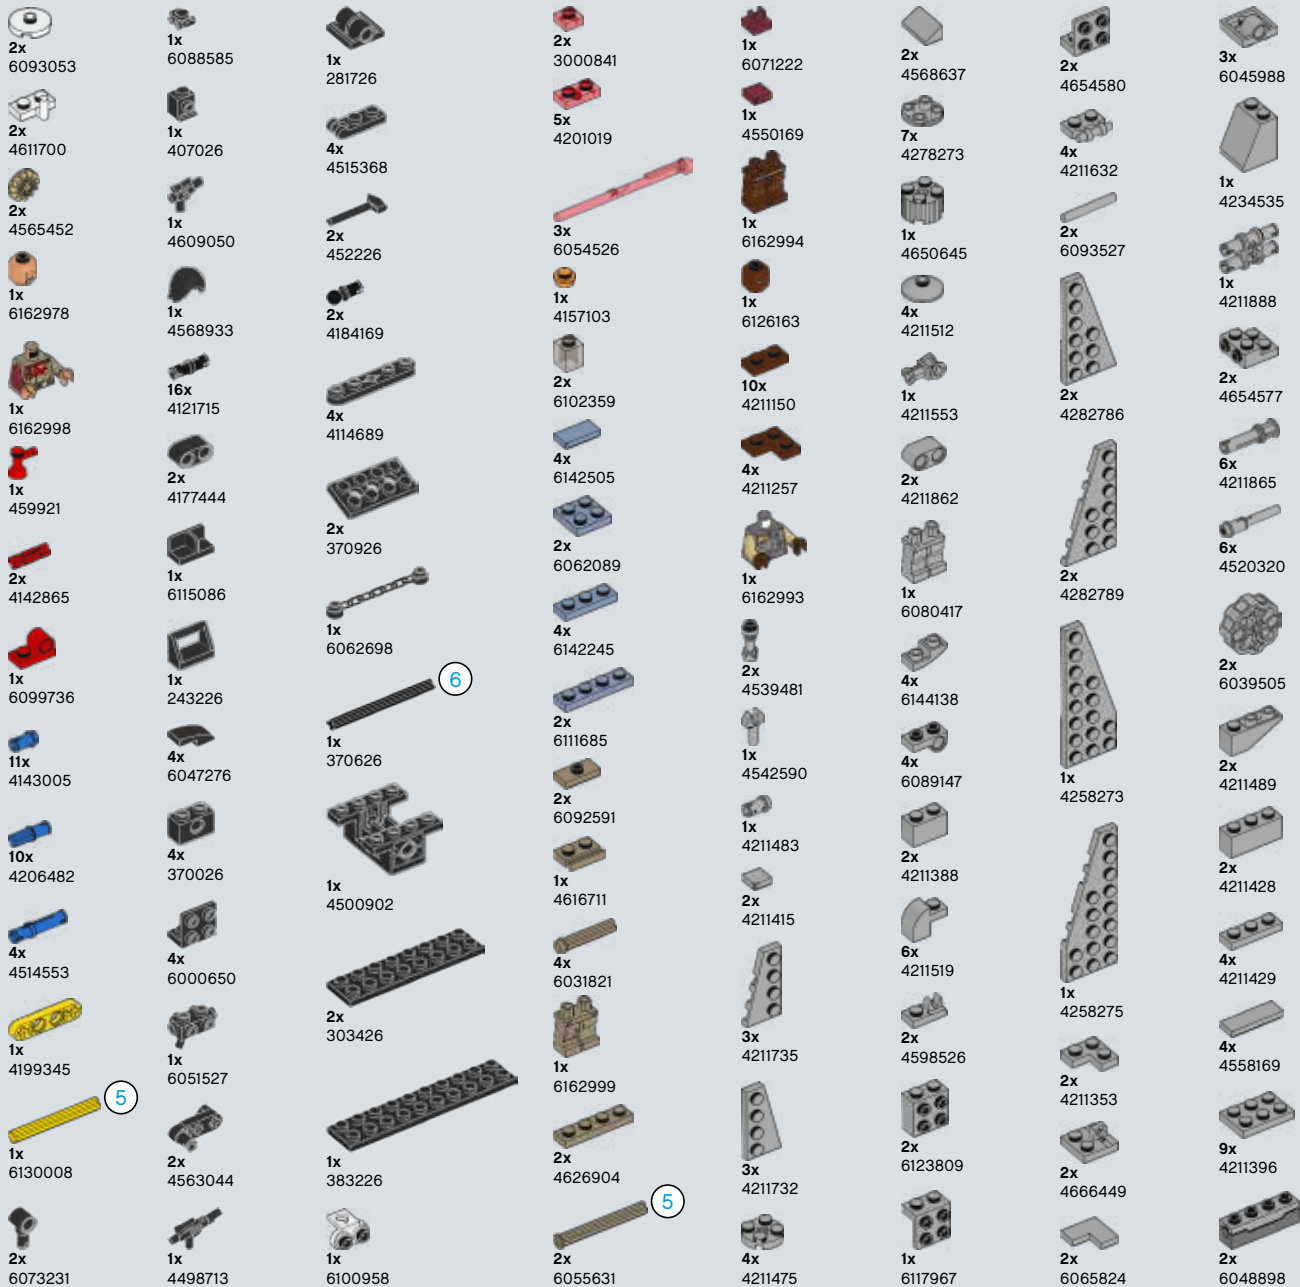 2x
6093053
2x
4611700
2x
4565452
1x
6162978
1x
6162998
1x
459921
2x
4142865
1x
6099736
11x
4143005
10x
4206482
4x
4514553
1x
4199345
5
1x
6130008
2x
6073231
1x
6088585
1x
407026
1x
4609050
1x
4568933
16x
4121715
2x
4177444
1x
6115086
1x
243226
4x
6047276
4x
370026
4x
6000650
1x
6051527
2x
4563044
1x
4498713
1x
281726
4x
4515368
2x
452226
2x
4184169
4x
4114689
2x
370926
1x
6062698
6
1x
370626
1x
4500902
2x
303426
1x
383226
1x
6100958
2x
3000841
5x
4201019
3x
6054526
1x
4157103
2x
6102359
4x
6142505
2x
6062089
4x
6142245
2x
6111685
2x
6092591
1x
4616711
4x
6031821
1x
6162999
2x
4626904
5
2x
6055631
1x
6071222
1x
4550169
1x
6162994
1x
6126163
10x
4211150
4x
4211257
1x
6162993
2x
4539481
1x
4542590
1x
4211483
2x
4211415
3x
4211735
3x
4211732
4x
4211475
2x
4568637
7x
4278273
1x
4650645
4x
4211512
1x
4211553
2x
4211862
1x
6080417
4x
6144138
4x
6089147
2x
4211388
6x
4211519
2x
4598526
2x
6123809
1x
6117967
2x
4654580
4x
4211632
2x
6093527
2x
4282786
2x
4282789
1x
4258273
1x
4258275
2x
4211353
2x
4666449
2x
6065824
3x
6045988
1x
4234535
1x
4211888
2x
4654577
6x
4211865
6x
4520320
2x
6039505
2x
4211489
2x
4211428
4x
4211429
4x
4558169
9x
4211396
2x
6048898